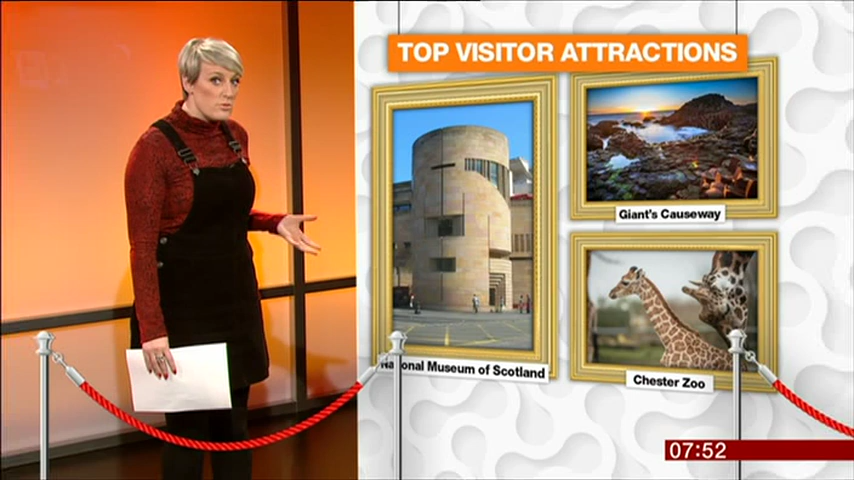 TOP VISITOR ATTRACTIONS
Giant's Causeway
National Museum of Scotland
Chester Zoo
07:52